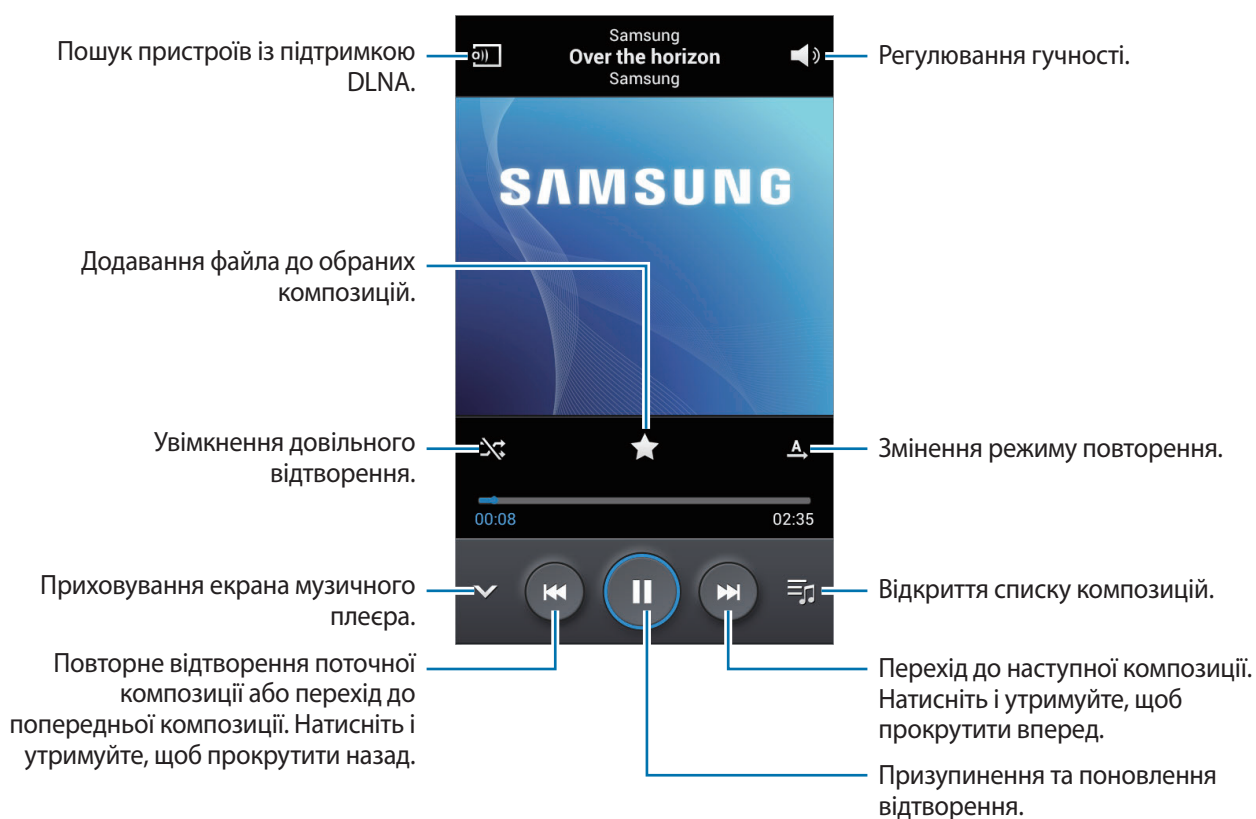 Пошук пристроїв із підтримкою
DLNA.
Samsung
Over the horizon
Samsung
Регулювання гучності.
SAMSUNG
Додавання файла до обраних
композицій.
Увімкнення довільного
відтворення.
A
Змінення режиму повторення.
00:08
02:35
Приховування екрана музичного
плеєра.
Відкриття списку композицій.
Повторне відтворення поточної
композиції або перехід до
попередньої композиції. Натисніть і
утримуйте, щоб прокрутити назад.
Перехід до наступної композиції.
Натисніть і утримуйте, щоб
прокрутити вперед.
Призупинення та поновлення
відтворення.